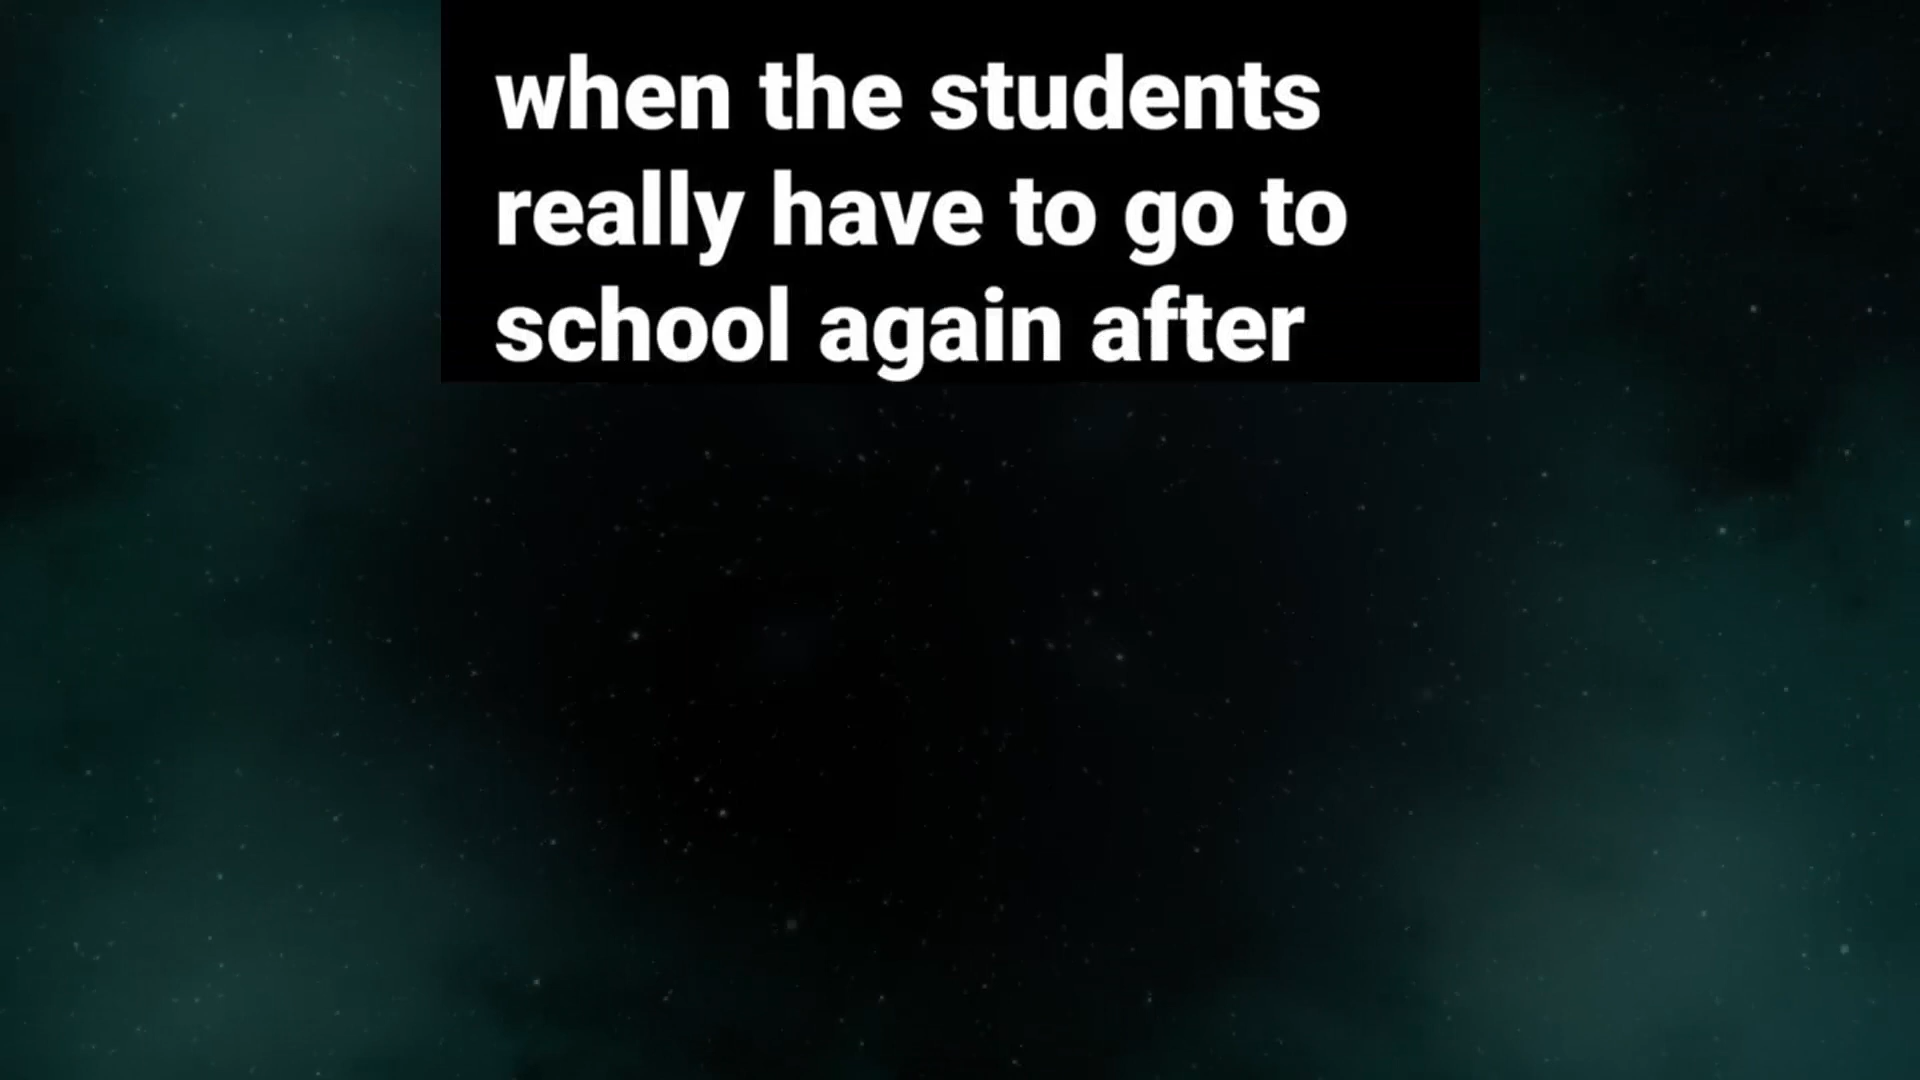 when the students
really have to go to
school again after